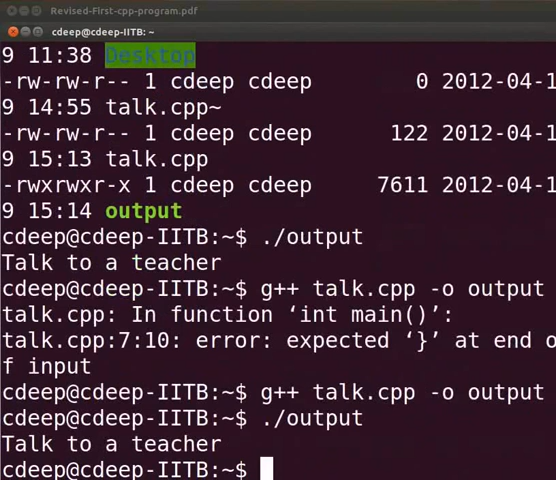 Revised-First-cpp-program.pdf
cdeep@cdeep-IITB: ~
9 11:38 Desktop
-rw-rw-r-- 1 cdeep cdeep 0 2012-04-1
9 14:55 talk.cpp~
-rw-rw-r-- 1 cdeep cdeep 122 2012-04-1
9 15:13 talk.cpp
-rwxrwxr-x 1 cdeep cdeep 7611 2012-04-1
9 15:14 output
cdeep@cdeep-IITB:~$ ./output
Talk to a teacher
cdeep@cdeep-IITB:~$ g++ talk.cpp -o output
talk.cpp: In function ‘int main()’:
talk.cpp:7:10: error: expected ‘}’ at end o
f input
cdeep@cdeep-IITB:~$ g++ talk.cpp -o output
cdeep@cdeep-IITB:~$ ./output
Talk to a teacher
cdeep@cdeep-IITB:~$